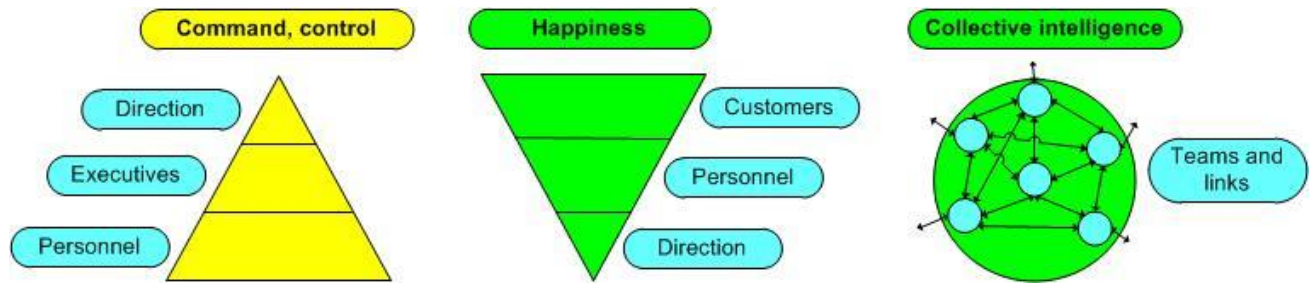 Command, control
Happiness
Collective intelligence
Direction
Executives
Personnel
Customers
Personnel
Direction
Teams and
links